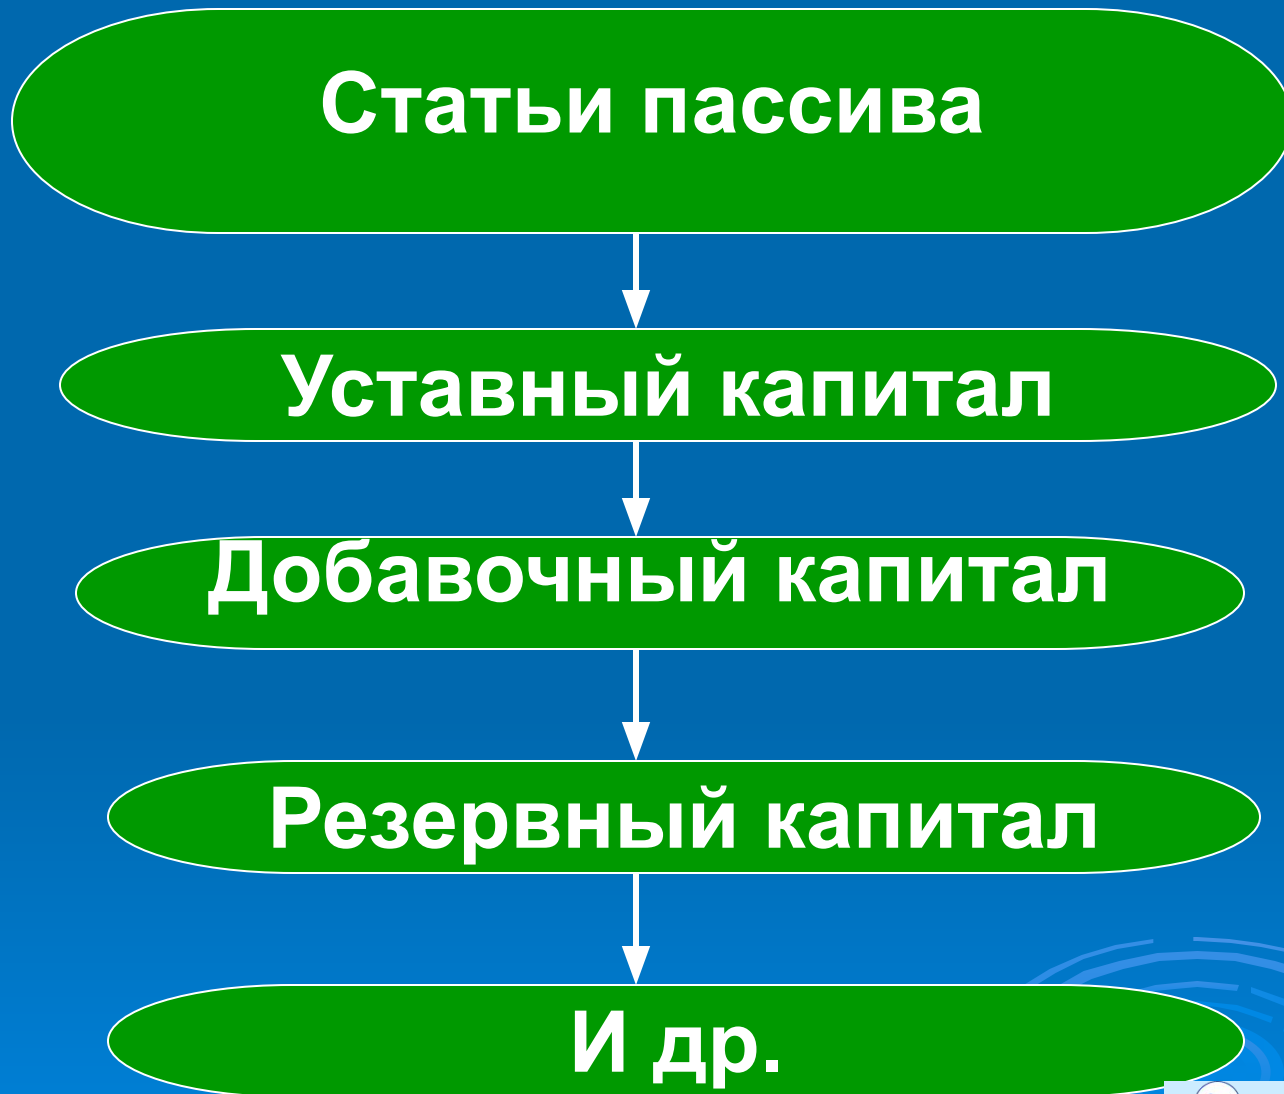 Статьи пассива
Уставный капитал
Добавочный капитал
Резервный капитал
И др.